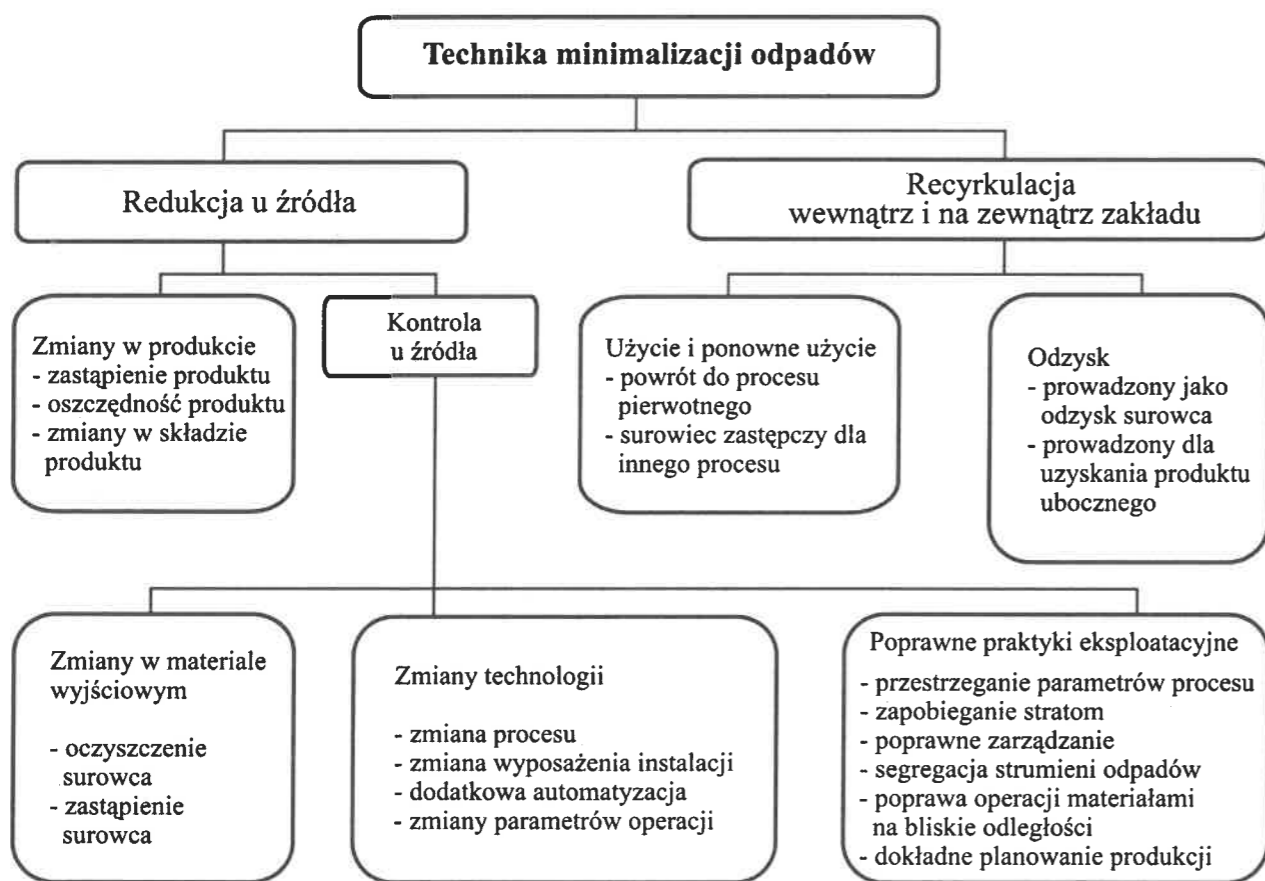 Technika minimalizacji odpadów
Redukcja u źródła
Recyrkulacja
wewnątrz i na zewnątrz zakładu
Zmiany w produkcie
- zastąpienie produktu
- oszczędność produktu
- zmiany w składzie
produktu
Kontrola
u źródła
Użycie i ponowne użycie
- powrót do procesu
pierwotnego
- surowiec zastępczy dla
innego procesu
Odzysk
- prowadzony jako
odzysk surowca
- prowadzony dla
uzyskania produktu
ubocznego
Zmiany w materiale
wyjściowym
- oczyszczenie
surowca
- zastąpienie
surowca
Zmiany technologii
- zmiana procesu
- zmiana wyposażenia instalacji
- dodatkowa automatyzacja
- zmiany parametrów operacji
Poprawne praktyki eksploatacyjne
- przestrzeganie parametrów procesu
- zapobieganie stratom
- poprawne zarządzanie
- segregacja strumieni odpadów
- poprawa operacji materiałami
na bliskie odległości
- dokładne planowanie produkcji